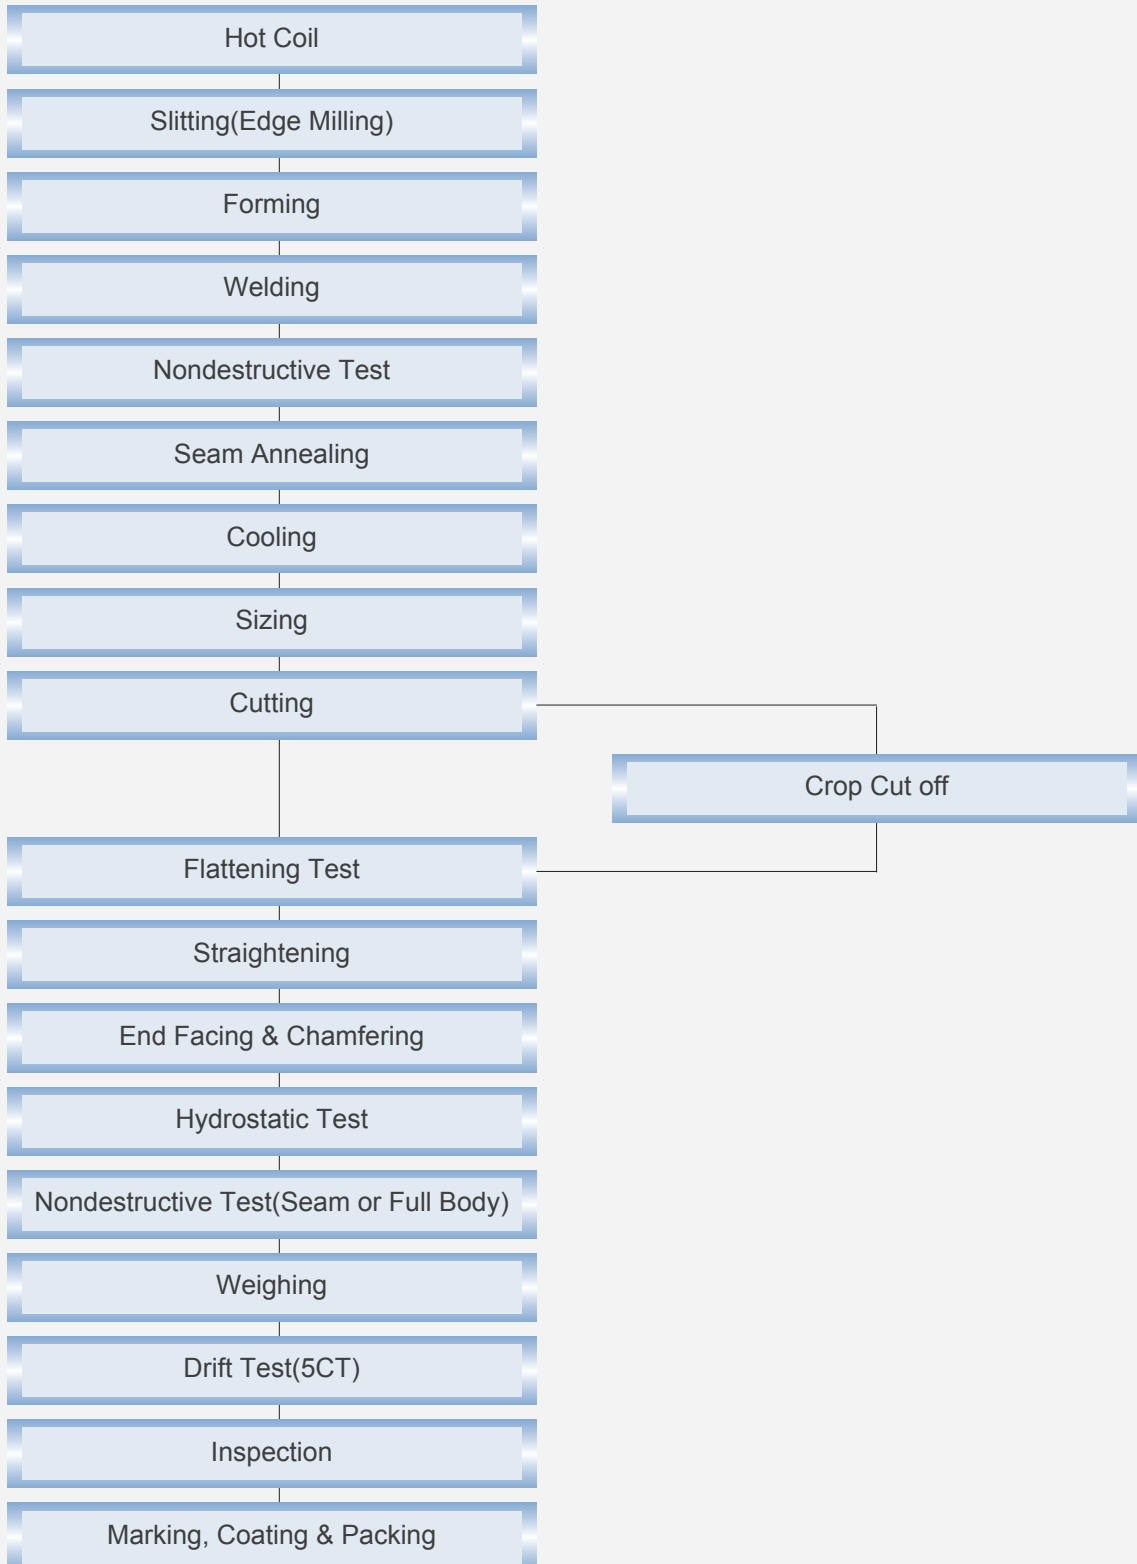 Hot Coil
Slitting(Edge Milling)
Forming
Welding
Nondestructive Test
Seam Annealing
Cooling
Sizing
Cutting
Crop Cut off
Flattening Test
Straightening
End Facing & Chamfering
Hydrostatic Test
Nondestructive Test(Seam or Full Body)
Weighing
Drift Test(5CT)
Inspection
Marking, Coating & Packing